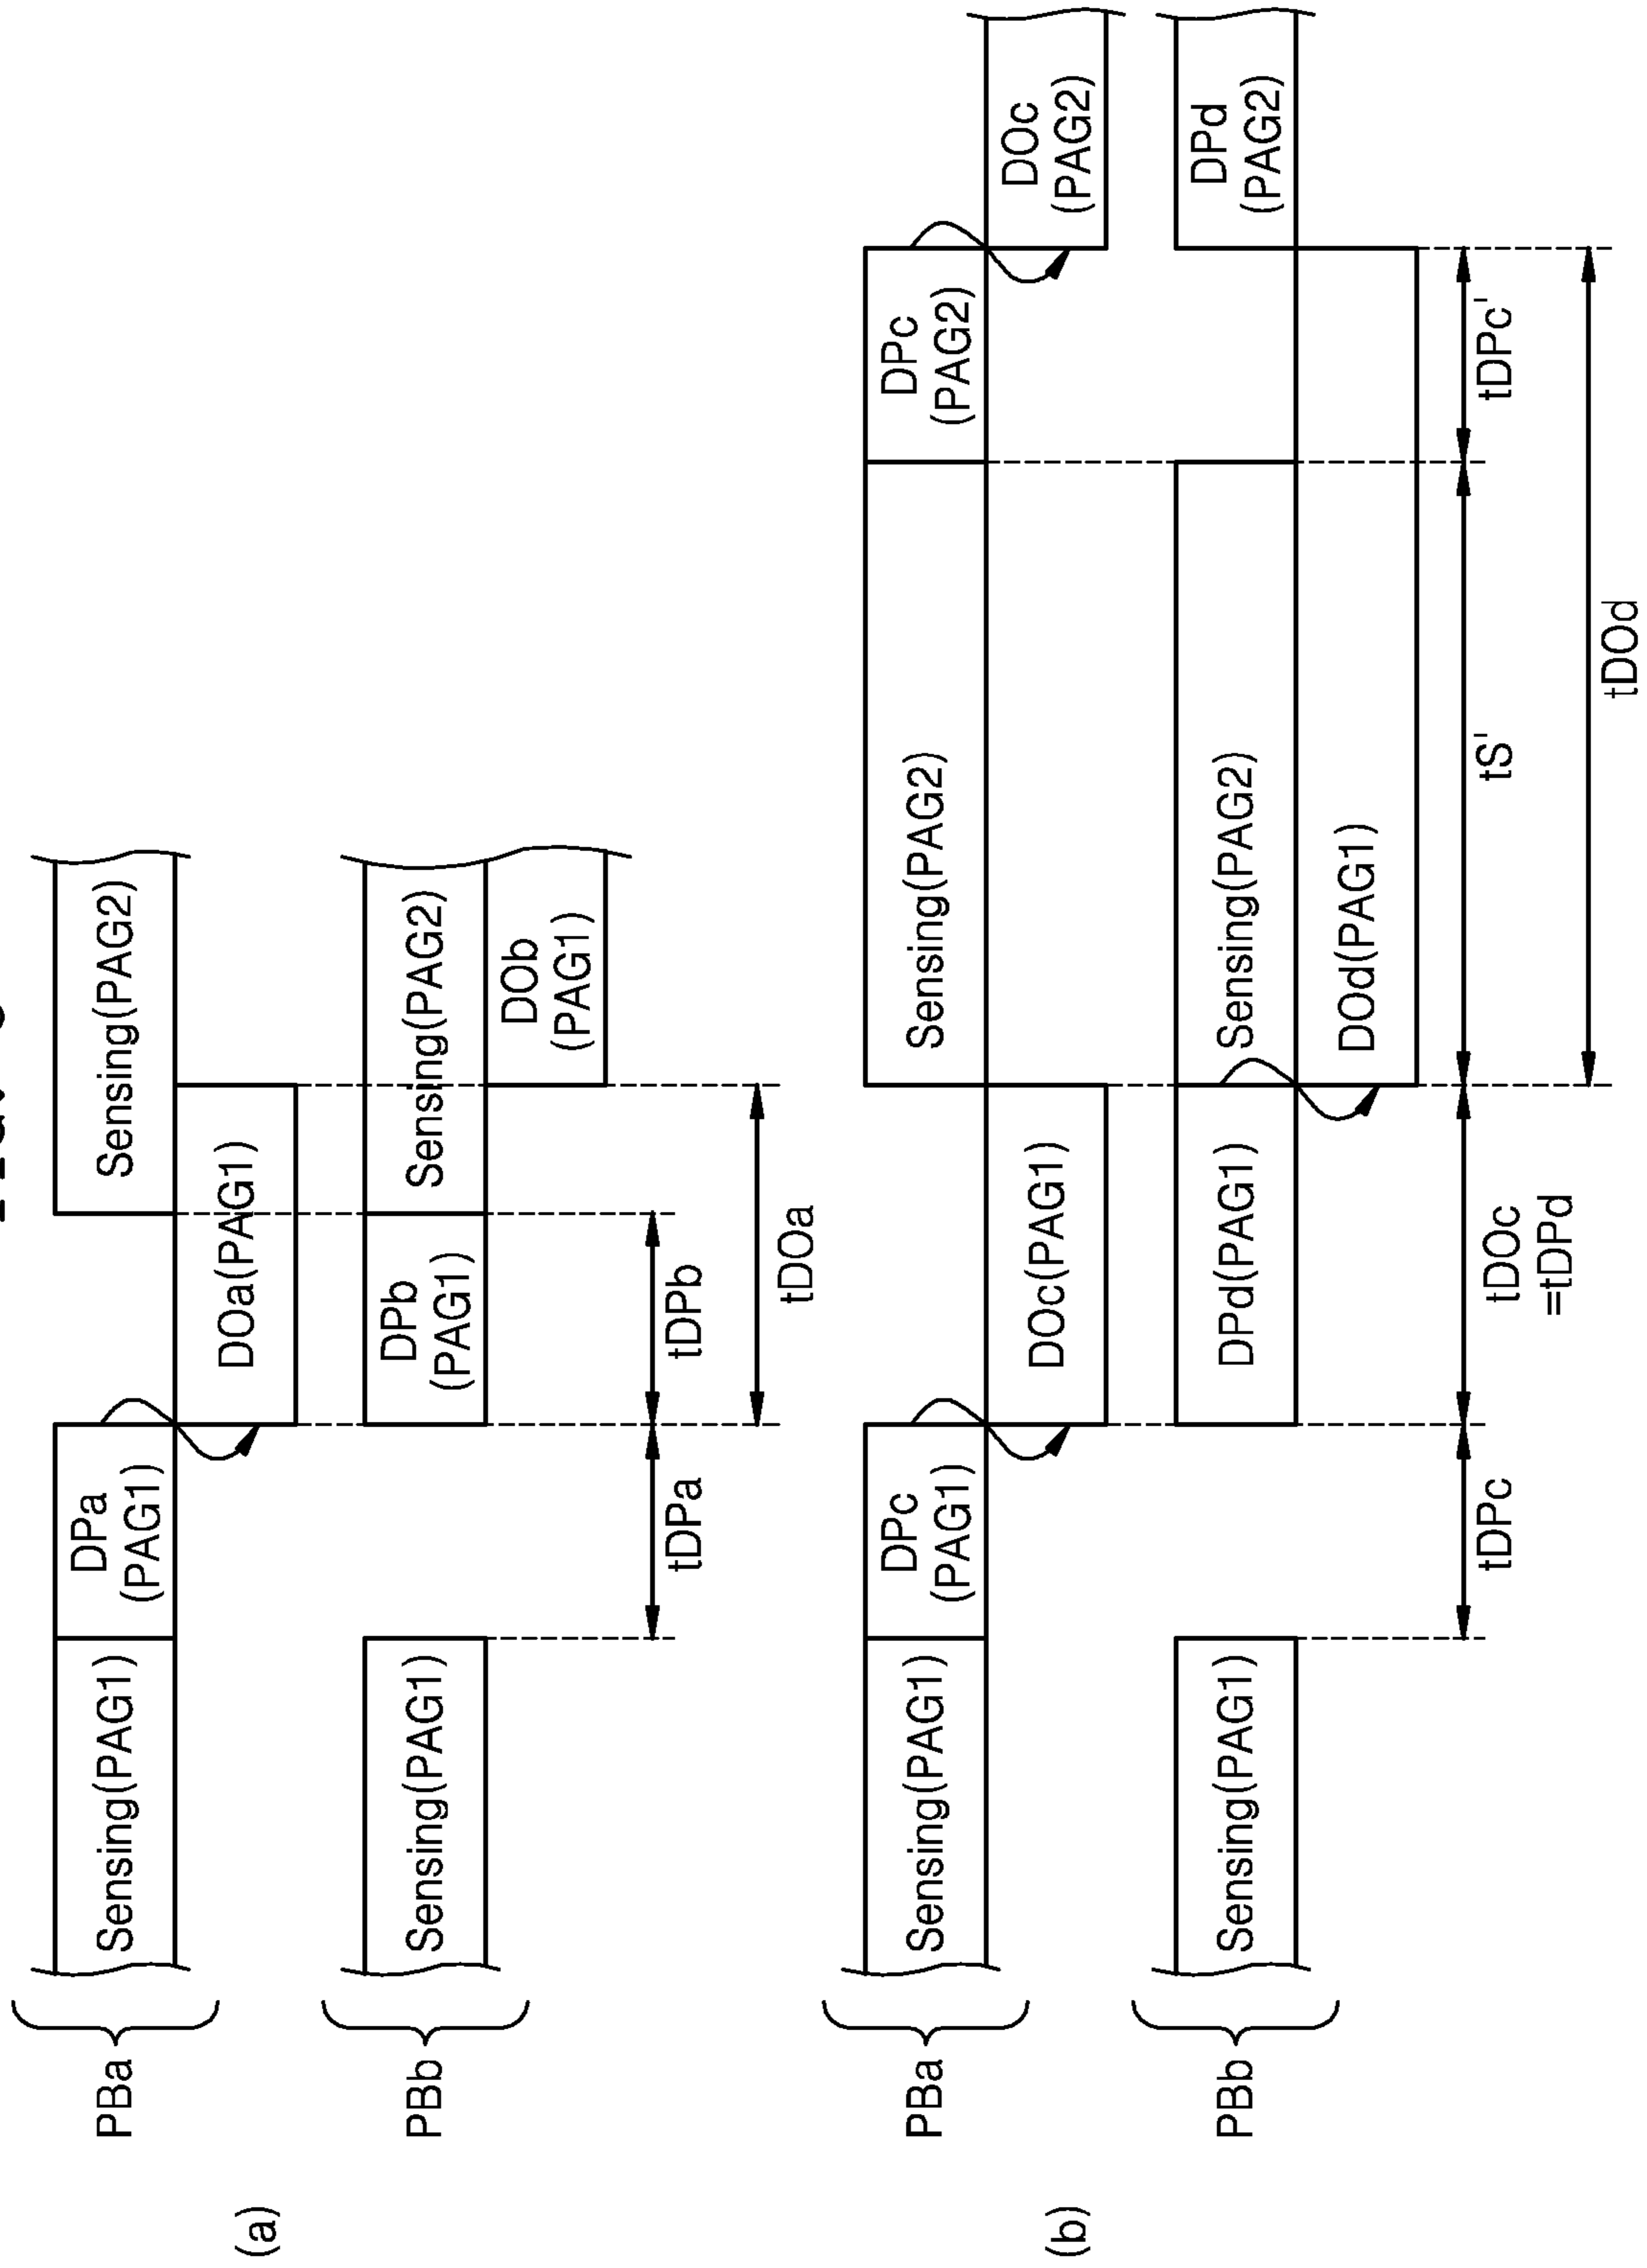 (a)
PBa
Sensing(PAG1)
DPa
(PAG1)
Sensing(PAG2)
DOa(PAG1)
PBb
Sensing(PAG1)
DPb
(PAG1)
Sensing(PAG2)
DOb
(PAG1)
tDPa
tDPb
tDOa
(b)
PBa
Sensing(PAG1)
DPc
(PAG1)
Sensing(PAG2)
DPc
(PAG2)
DOc(PAG1)
DOc
(PAG2)
PBb
Sensing(PAG1)
DPd(PAG1)
Sensing(PAG2)
DPd
(PAG2)
DOd(PAG1)
tDPc
tDOc
=tDPd
tS'
tDPc'
tDOd